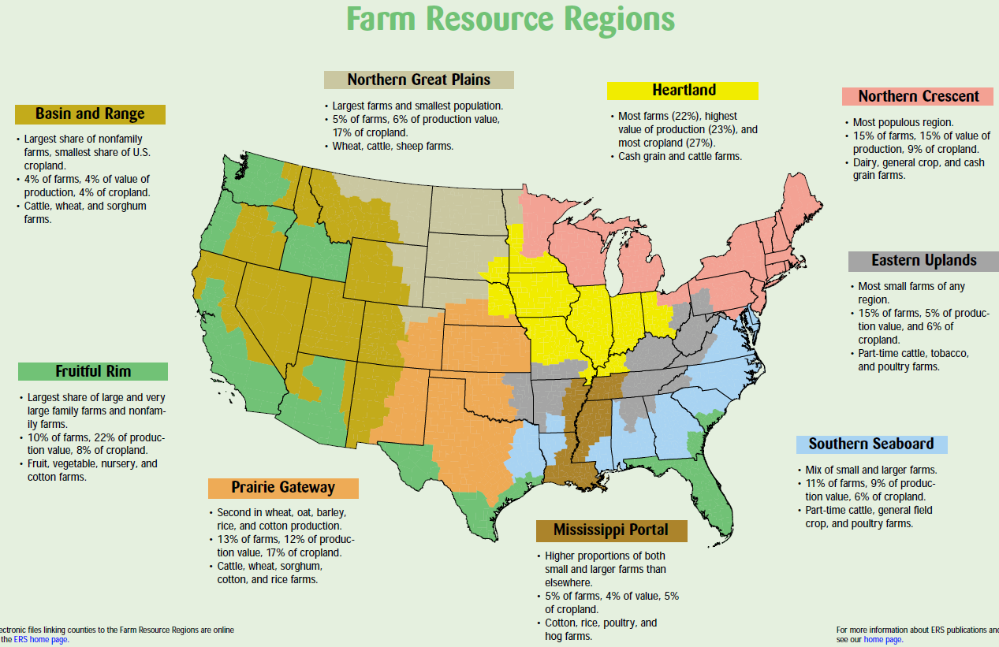 Farm Resource Regions
Northern Great Plains
• Largest farms and smallest population.
• 5% of farms, 6% of production value,
17% of cropland.
• Wheat, cattle, sheep farms.
Heartland
• Most farms (22%), highest
value of production (23%), and
most cropland (27%).
• Cash grain and cattle farms.
Northern Crescent
• Most populous region.
• 15% of farms, 15% of value of
production, 9% of cropland.
• Dairy, general crop, and cash
grain farms.
Basin and Range
• Largest share of nonfamily
farms, smallest share of U.S.
cropland.
• 4% of farms, 4% of value of
production, 4% of cropland.
• Cattle, wheat, and sorghum
farms.
Eastern Uplands
• Most small farms of any
region.
• 15% of farms, 5% of produc-
tion value, and 6% of
cropland.
• Part-time cattle, tobacco,
and poultry farms.
Fruitful Rim
• Largest share of large and very
large family farms and nonfam-
ily farms.
• 10% of farms, 22% of produc-
tion value, 8% of cropland.
• Fruit, vegetable, nursery, and
cotton farms.
Southern Seaboard
• Mix of small and larger farms.
• 11% of farms, 9% of produc-
tion value, 6% of cropland.
• Part-time cattle, general field
crop, and poultry farms.
Prairie Gateway
• Second in wheat, oat, barley,
rice, and cotton production.
• 13% of farms, 12% of produc-
tion value, 17% of cropland.
• Cattle, wheat, sorghum,
cotton, and rice farms.
Mississippi Portal
• Higher proportions of both
small and larger farms than
elsewhere.
• 5% of farms, 4% of value, 5%
of cropland.
• Cotton, rice, poultry, and
hog farms.
ectronic files linking counties to the Farm Resource Regions are online
the ERS home page.
For more information about ERS publications and
see our home page.